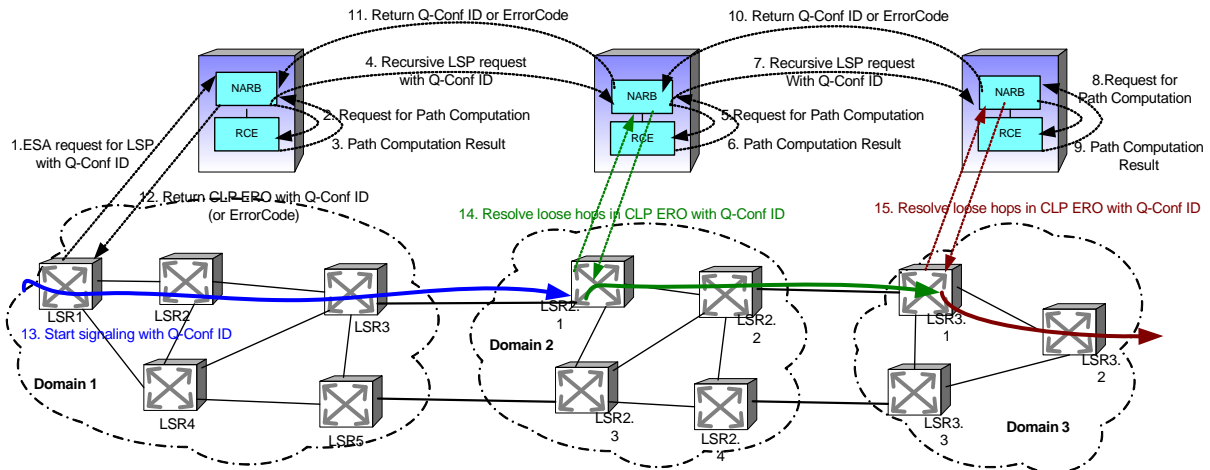 11. Return Q-Conf ID or ErrorCode
10. Return Q-Conf ID or ErrorCode
4. Recursive LSP request
with Q-Conf ID
7. Recursive LSP request
With Q-Conf ID
8.Request for
Path Computation
NARB
NARB
NARB
RCE
RCE
RCE
2. Request for Path Computation
5.Request for Path Computation
3. Path Computation Result
6. Path Computation Result
9. Path Computation
Result
1.ESA request for LSP
with Q-Conf ID
12. Return CLP ERO with Q-Conf ID
(or ErrorCode)
14. Resolve loose hops in CLP ERO with Q-Conf ID
15. Resolve loose hops in CLP ERO with Q-Conf ID
LSR1
LSR2
LSR3
LSR2.
1
LSR2.
2
LSR3.
1
LSR3.
2
13. Start signaling with Q-Conf ID
Domain 1
Domain 2
Domain 3
LSR4
LSR5
LSR2.
3
LSR2.
4
LSR3.
3